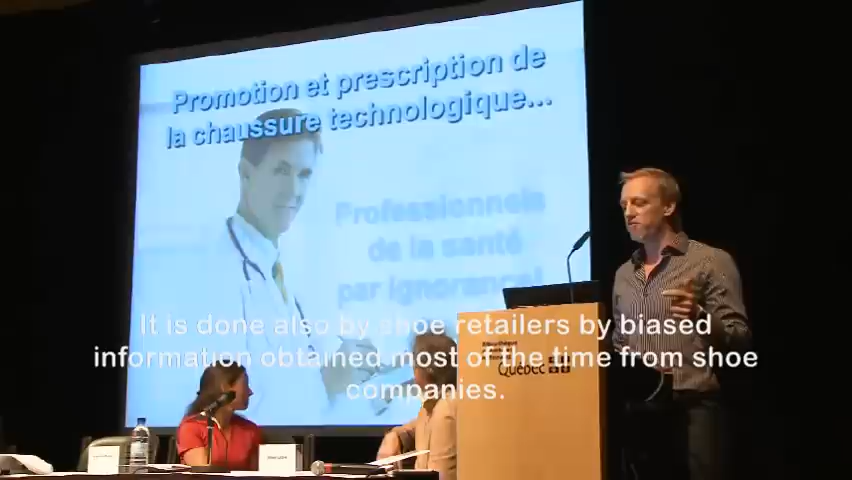 Promotion et prescription de
la chaussure technologique...
Professionnels
de la santé
par ignorance!
It is done also by shoe retailers by biased
information obtained most of the time from shoe
companies.
Québec